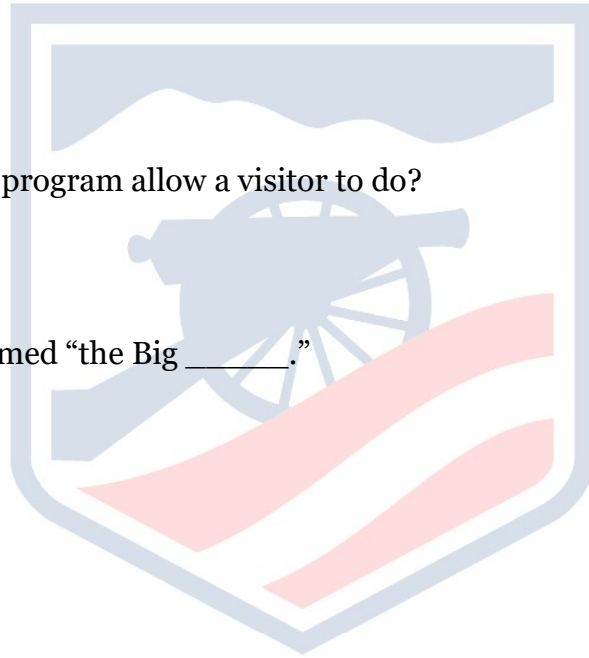 program allow a visitor to do?
med “the Big ______.”